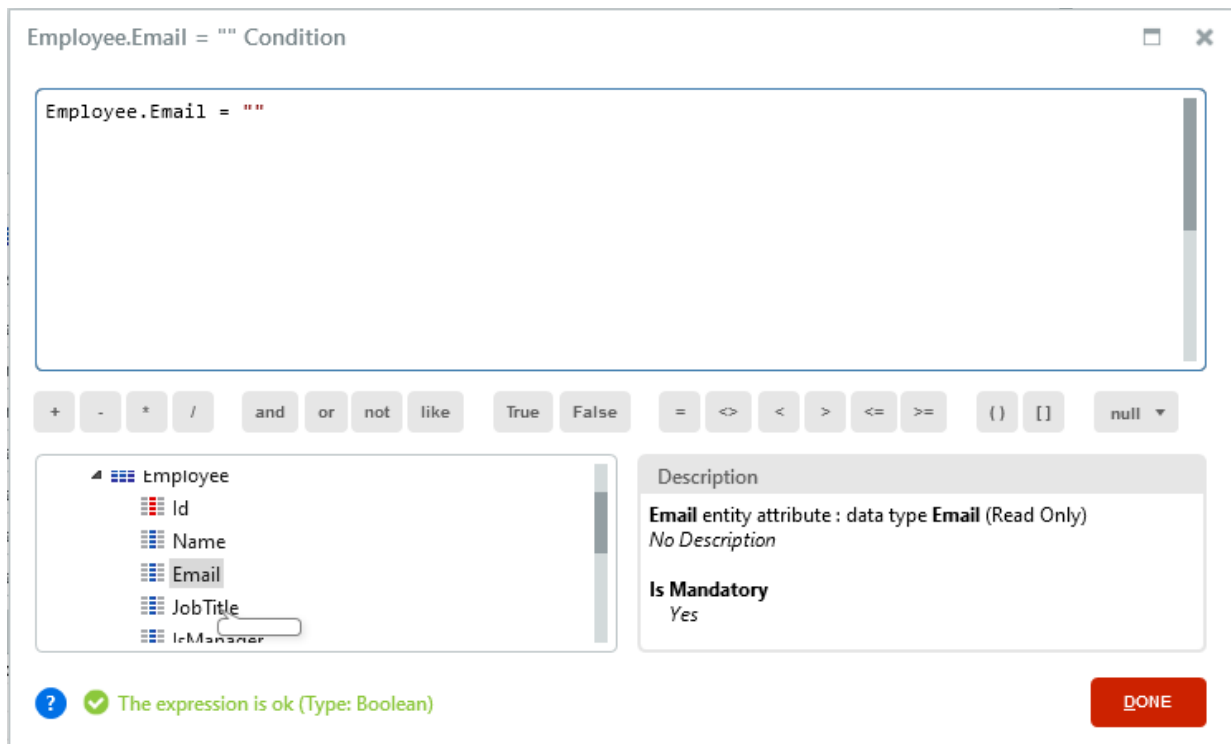 Employee.Email = "" Condition
Employee.Email = ""
+ - * / and or not like True False = <> < > <= >= () [] null
Employee
Id
Name
Email
JobTitle
IsManager
Description
Email entity attribute : data type Email (Read Only)
No Description
Is Mandatory
Yes
? The expression is ok (Type: Boolean)
DONE